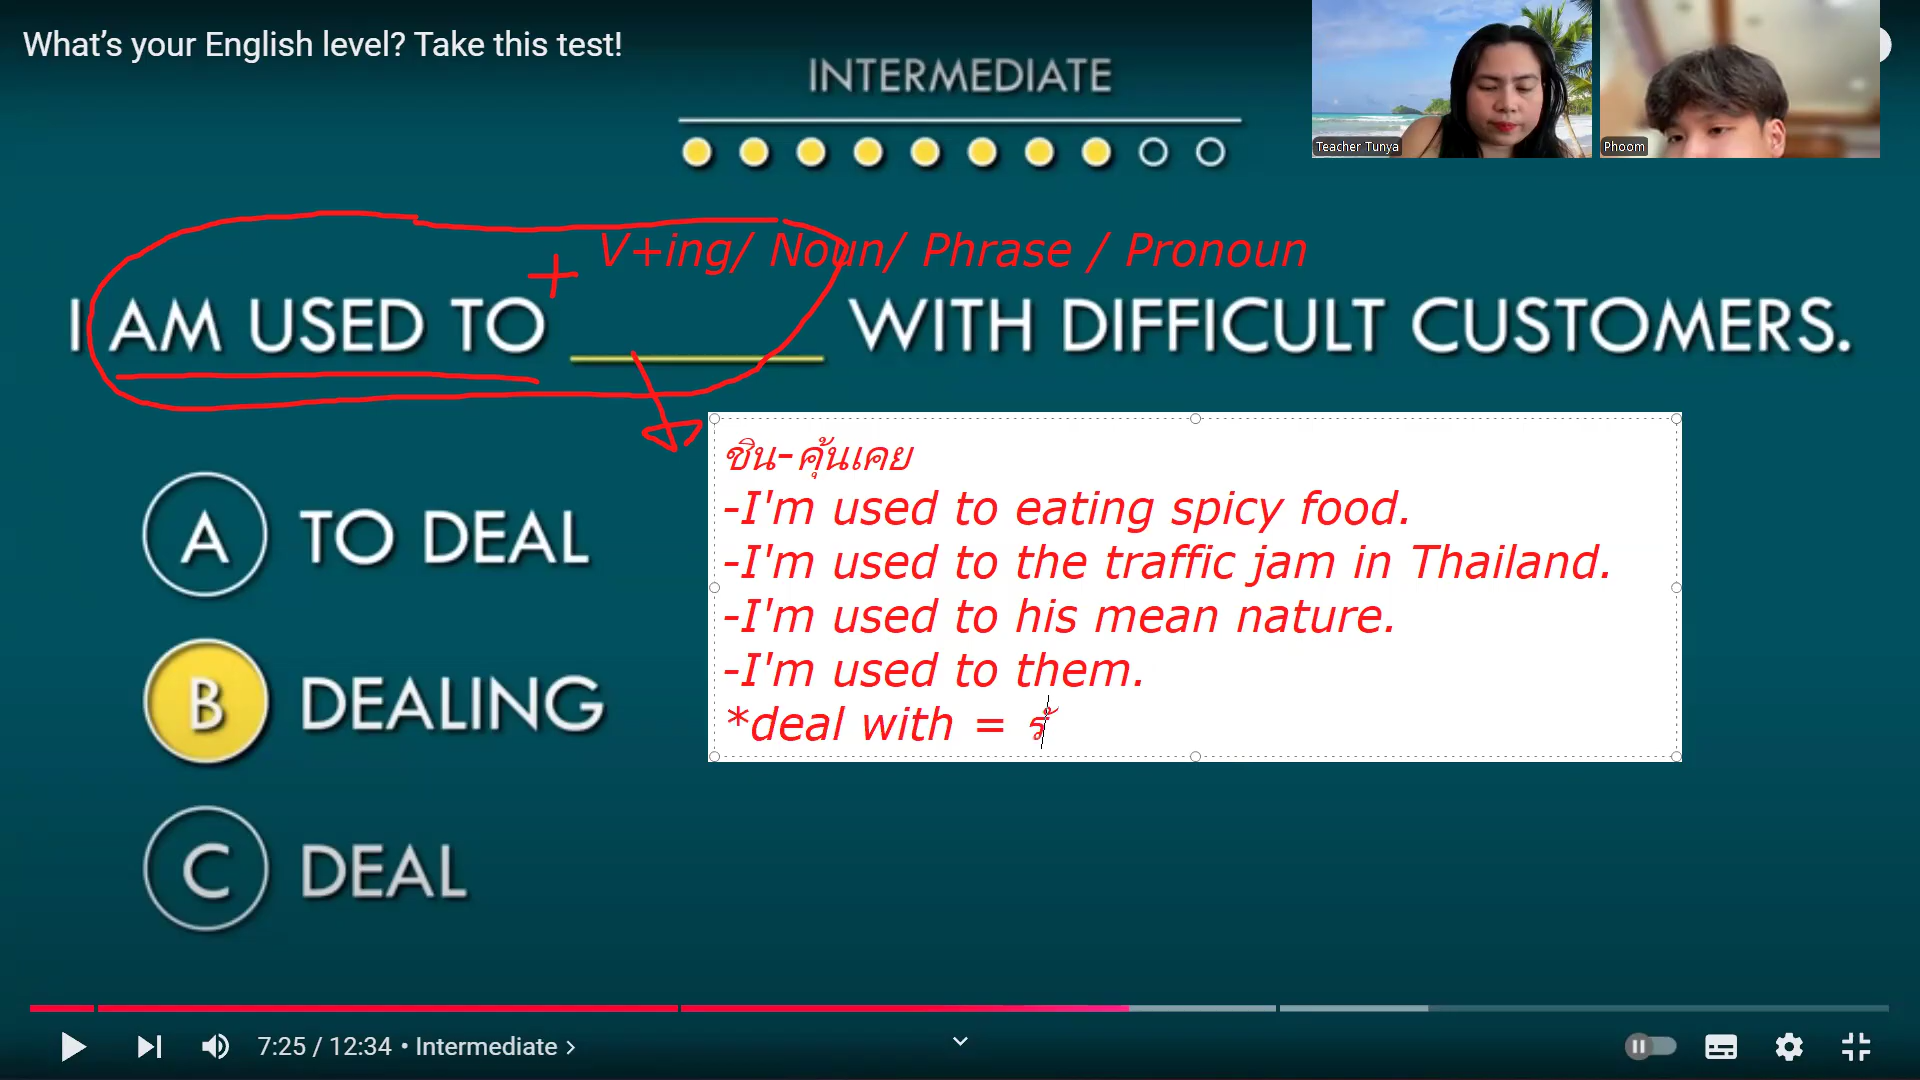 What’s your English level? Take this test!
INTERMEDIATE
Teacher Tunya
Phoom
+ V+ing/ Noun/ Phrase / Pronoun
I AM USED TO ________ WITH DIFFICULT CUSTOMERS.
ชิน-คุ้นเคย
-I'm used to eating spicy food.
-I'm used to the traffic jam in Thailand.
-I'm used to his mean nature.
-I'm used to them.
*deal with = รั
A TO DEAL
B DEALING
C DEAL
7:25 / 12:34 • Intermediate >